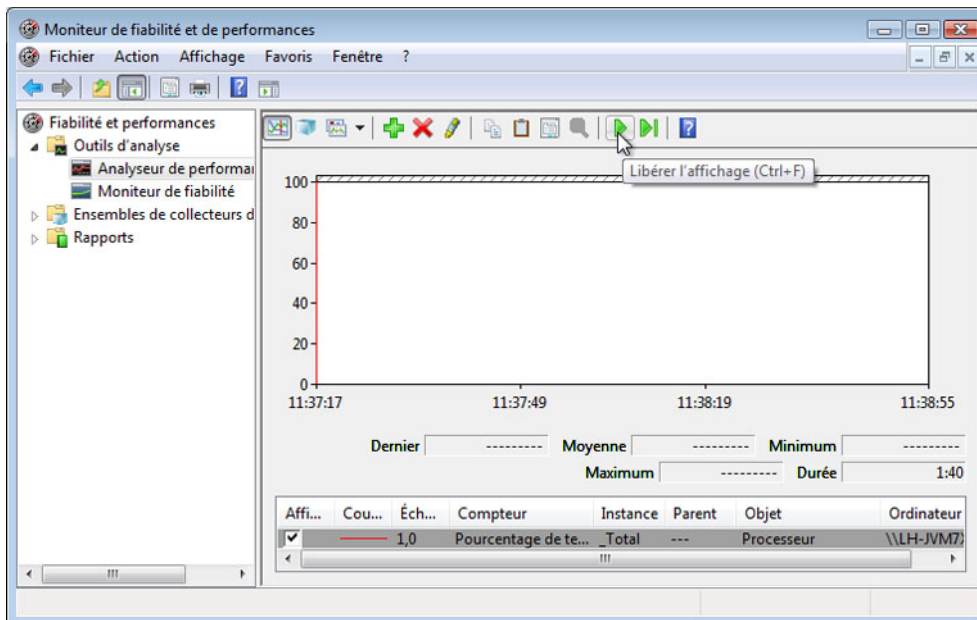 Moniteur de fiabilité et de performances
Fichier Action Affichage Favoris Fenêtre ?
Fiabilité et performances
Outils d'analyse
Analyseur de performa
Moniteur de fiabilité
Ensembles de collecteurs d
Rapports
Libérer l'affichage (Ctrl+F)
100
80
60
40
20
0
11:37:17 11:37:49 11:38:19 11:38:55
Dernier --------- Moyenne --------- Minimum ---------
Maximum --------- Durée 1:40
Affi... Cou... Éch... Compteur Instance Parent Objet Ordinateur
1,0 Pourcentage de te... _Total --- Processeur \\LH-JVM7